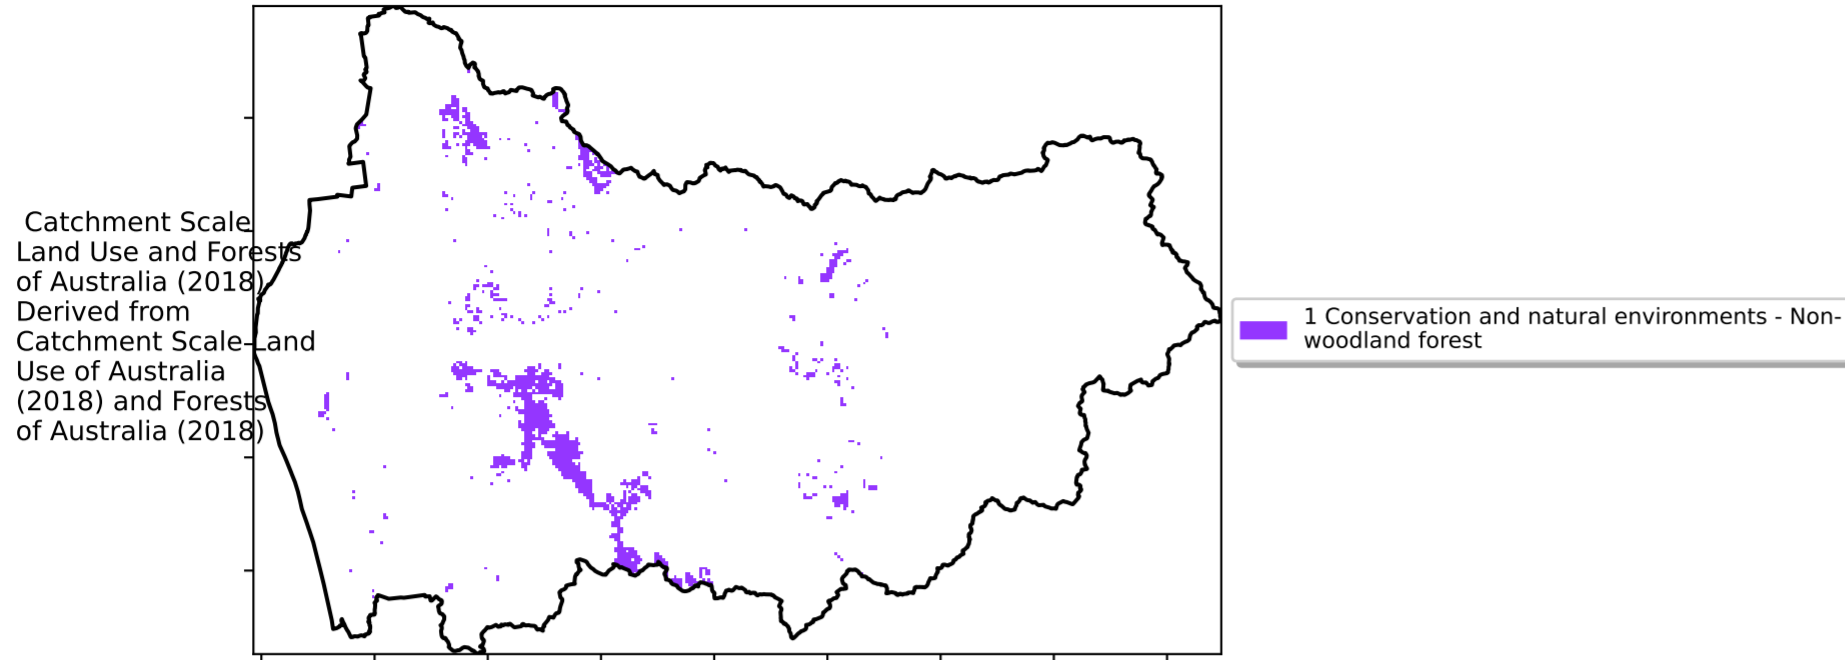 Catchment Scale
Land Use and Forests
of Australia (2018)
Derived from
Catchment Scale Land
Use of Australia
(2018) and Forests
of Australia (2018)
1 Conservation and natural environments - Non-
woodland forest